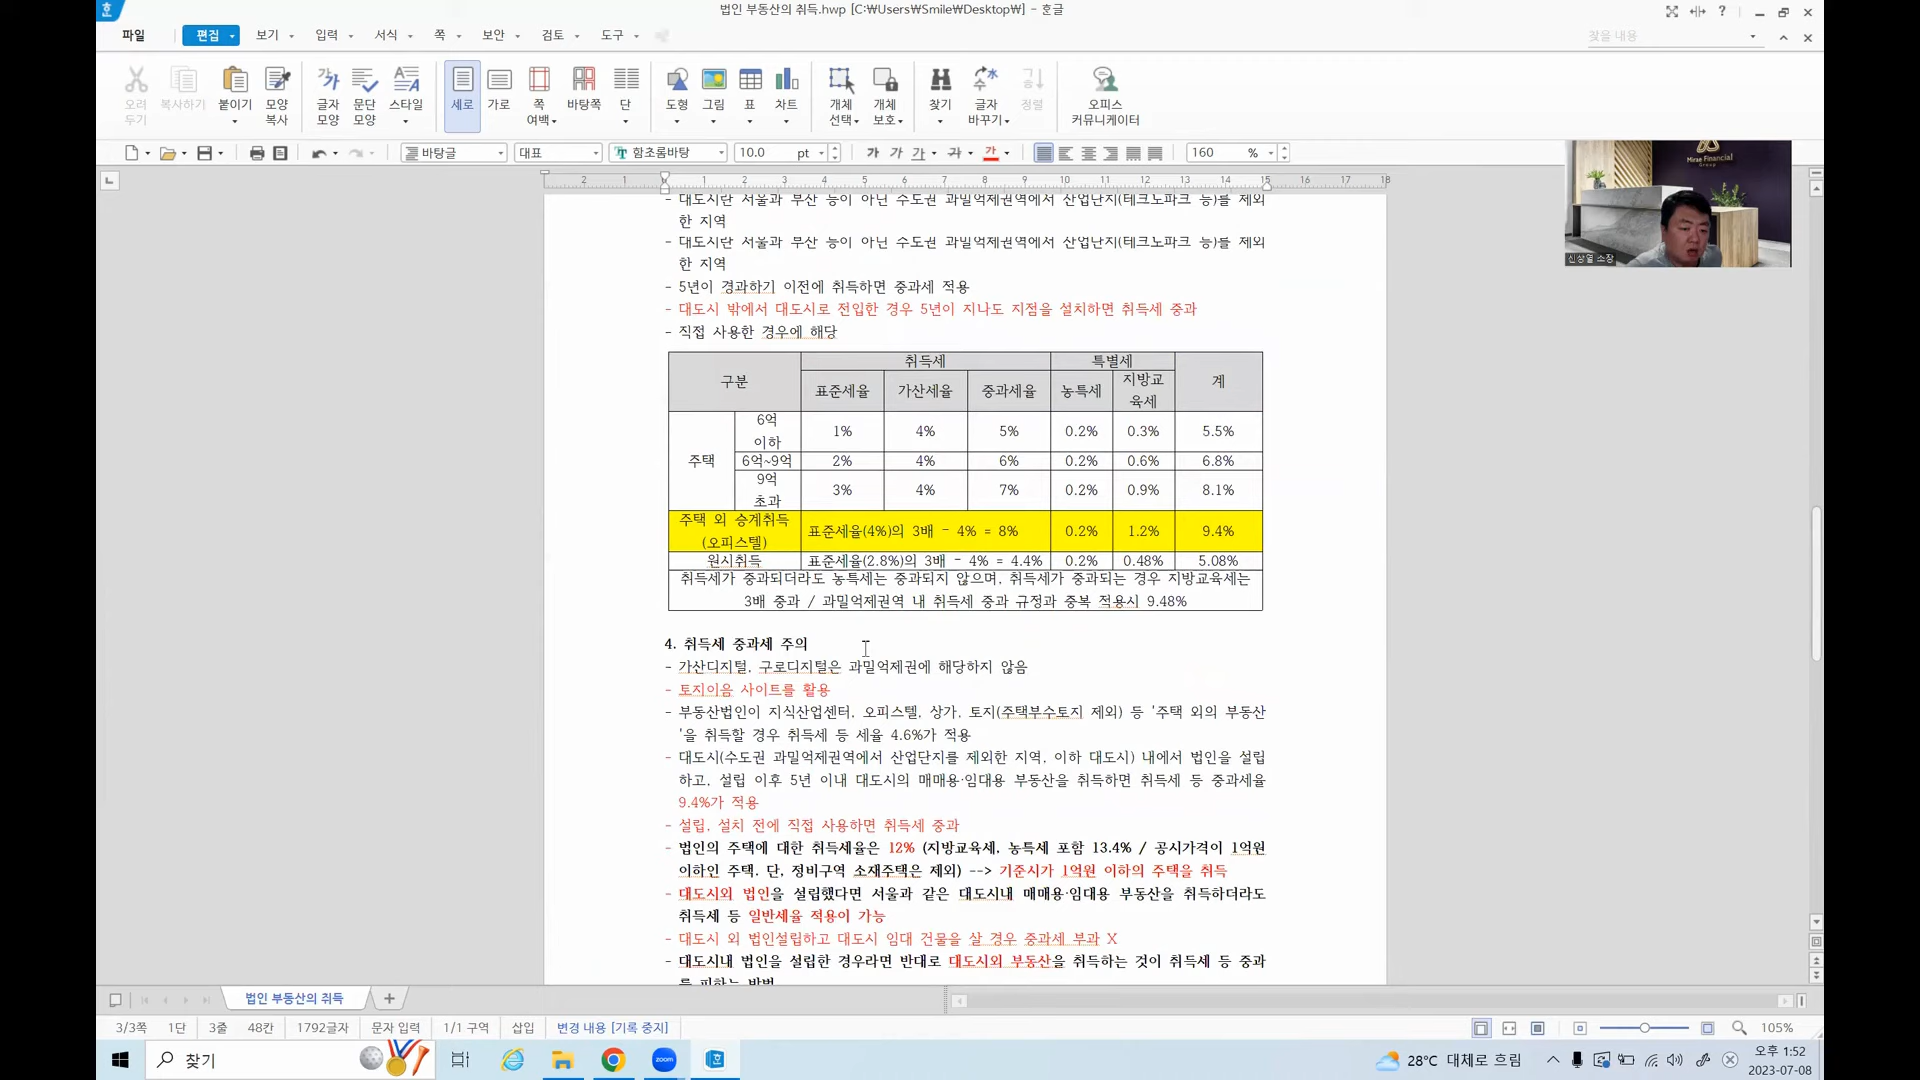 법인 부동산의 취득.hwp [C:₩Users₩Smile₩Desktop₩] - 한글
파일 편집 보기 입력 서식 쪽 보안 검토 도구 찾을 내용
오려 두기 복사하기 붙이기 모양 복사 글자 모양 문단 모양 스타일 세로 가로 쪽 여백 바탕쪽 단 도형 그림 표 차트 개체 선택 개체 보호 찾기 글자 바꾸기 정렬 오피스 커뮤니케이터
바탕글 대표 함초롬바탕 10.0 pt 가 가 가 가 가 160 %
Mirae Financial
Group
신상열 소장
2 1 1 2 3 4 5 6 7 8 9 10 11 12 13 14 15 16 17 18
- 대도시란 서울과 부산 등이 아닌 수도권 과밀억제권역에서 산업단지(테크노파크 등)를 제외
한 지역
- 대도시란 서울과 부산 등이 아닌 수도권 과밀억제권역에서 산업단지(테크노파크 등)를 제외
한 지역
- 5년이 경과하기 이전에 취득하면 중과세 적용
- 대도시 밖에서 대도시로 전입한 경우 5년이 지나도 지점을 설치하면 취득세 중과
- 직접 사용한 경우에 해당
구분 취득세 특별세 계
표준세율 가산세율 중과세율 농특세 지방교육세
주택 6억 이하 1% 4% 5% 0.2% 0.3% 5.5%
6억~9억 2% 4% 6% 0.2% 0.6% 6.8%
9억 초과 3% 4% 7% 0.2% 0.9% 8.1%
주택 외 승계취득 (오피스텔) 표준세율(4%)의 3배 - 4% = 8% 0.2% 1.2% 9.4%
원시취득 표준세율(2.8%)의 3배 - 4% = 4.4% 0.2% 0.48% 5.08%
취득세가 중과되더라도 농특세는 중과되지 않으며, 취득세가 중과되는 경우 지방교육세는
3배 중과 / 과밀억제권역 내 취득세 중과 규정과 중복 적용시 9.48%
4. 취득세 중과세 주의
- 가산디지털, 구로디지털은 과밀억제권에 해당하지 않음
- 토지이음 사이트를 활용
- 부동산법인이 지식산업센터, 오피스텔, 상가, 토지(주택부수토지 제외) 등 '주택 외의 부동산
'을 취득할 경우 취득세 등 세율 4.6%가 적용
- 대도시(수도권 과밀억제권역에서 산업단지를 제외한 지역, 이하 대도시) 내에서 법인을 설립
하고, 설립 이후 5년 이내 대도시의 매매용·임대용 부동산을 취득하면 취득세 등 중과세율
9.4%가 적용
- 설립, 설치 전에 직접 사용하면 취득세 중과
- 법인의 주택에 대한 취득세율은 12% (지방교육세, 농특세 포함 13.4% / 공시가격이 1억원
이하인 주택. 단, 정비구역 소재주택은 제외) --> 기준시가 1억원 이하의 주택을 취득
- 대도시외 법인을 설립했다면 서울과 같은 대도시내 매매용·임대용 부동산을 취득하더라도
취득세 등 일반세율 적용이 가능
- 대도시 외 법인설립하고 대도시 임대 건물을 살 경우 중과세 부과 X
- 대도시내 법인을 설립한 경우라면 반대로 대도시외 부동산을 취득하는 것이 취득세 등 중과
를 피하는 방법
법인 부동산의 취득
3/3쪽 1단 3줄 48칸 1792글자 문자 입력 1/1 구역 삽입 변경 내용 [기록 중지] 105%
찾기 zoom 28°C 대체로 흐림 오후 1:52
2023-07-08